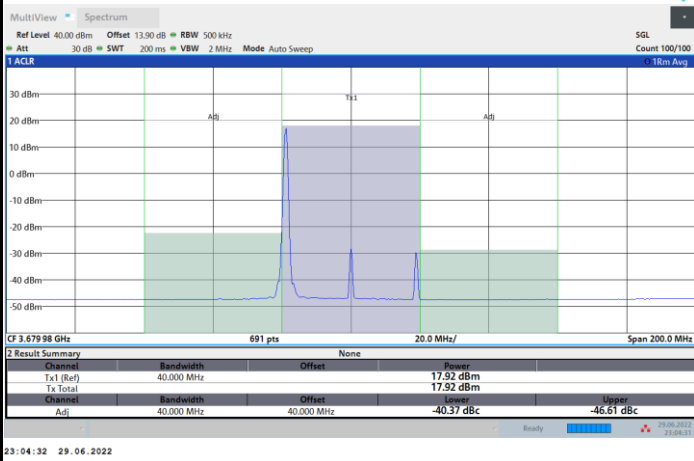 MultiView Spectrum
Ref Level 40.00 dBm Offset 13.90 dB RBW 500 kHz SGL
Att 30 dB SWT 200 ms VBW 2 MHz Mode Auto Sweep Count 100/100
1 ACLR 1Rm Avg
30 dBm
Tx1
20 dBm
Adj Adj
10 dBm
0 dBm
-10 dBm
-20 dBm
-30 dBm
-40 dBm
-50 dBm
CF 3.67998 GHz 691 pts 20.0 MHz/ Span 200.0 MHz
2 Result Summary None
Channel Bandwidth Offset Power
Tx1 (Ref) 40.000 MHz 17.92 dBm
Tx Total 17.92 dBm
Channel Bandwidth Offset Lower Upper
Adj 40.000 MHz 40.000 MHz -40.37 dBc -46.61 dBc
Ready 29.06.2022
23:04:31
23:04:32 29.06.2022